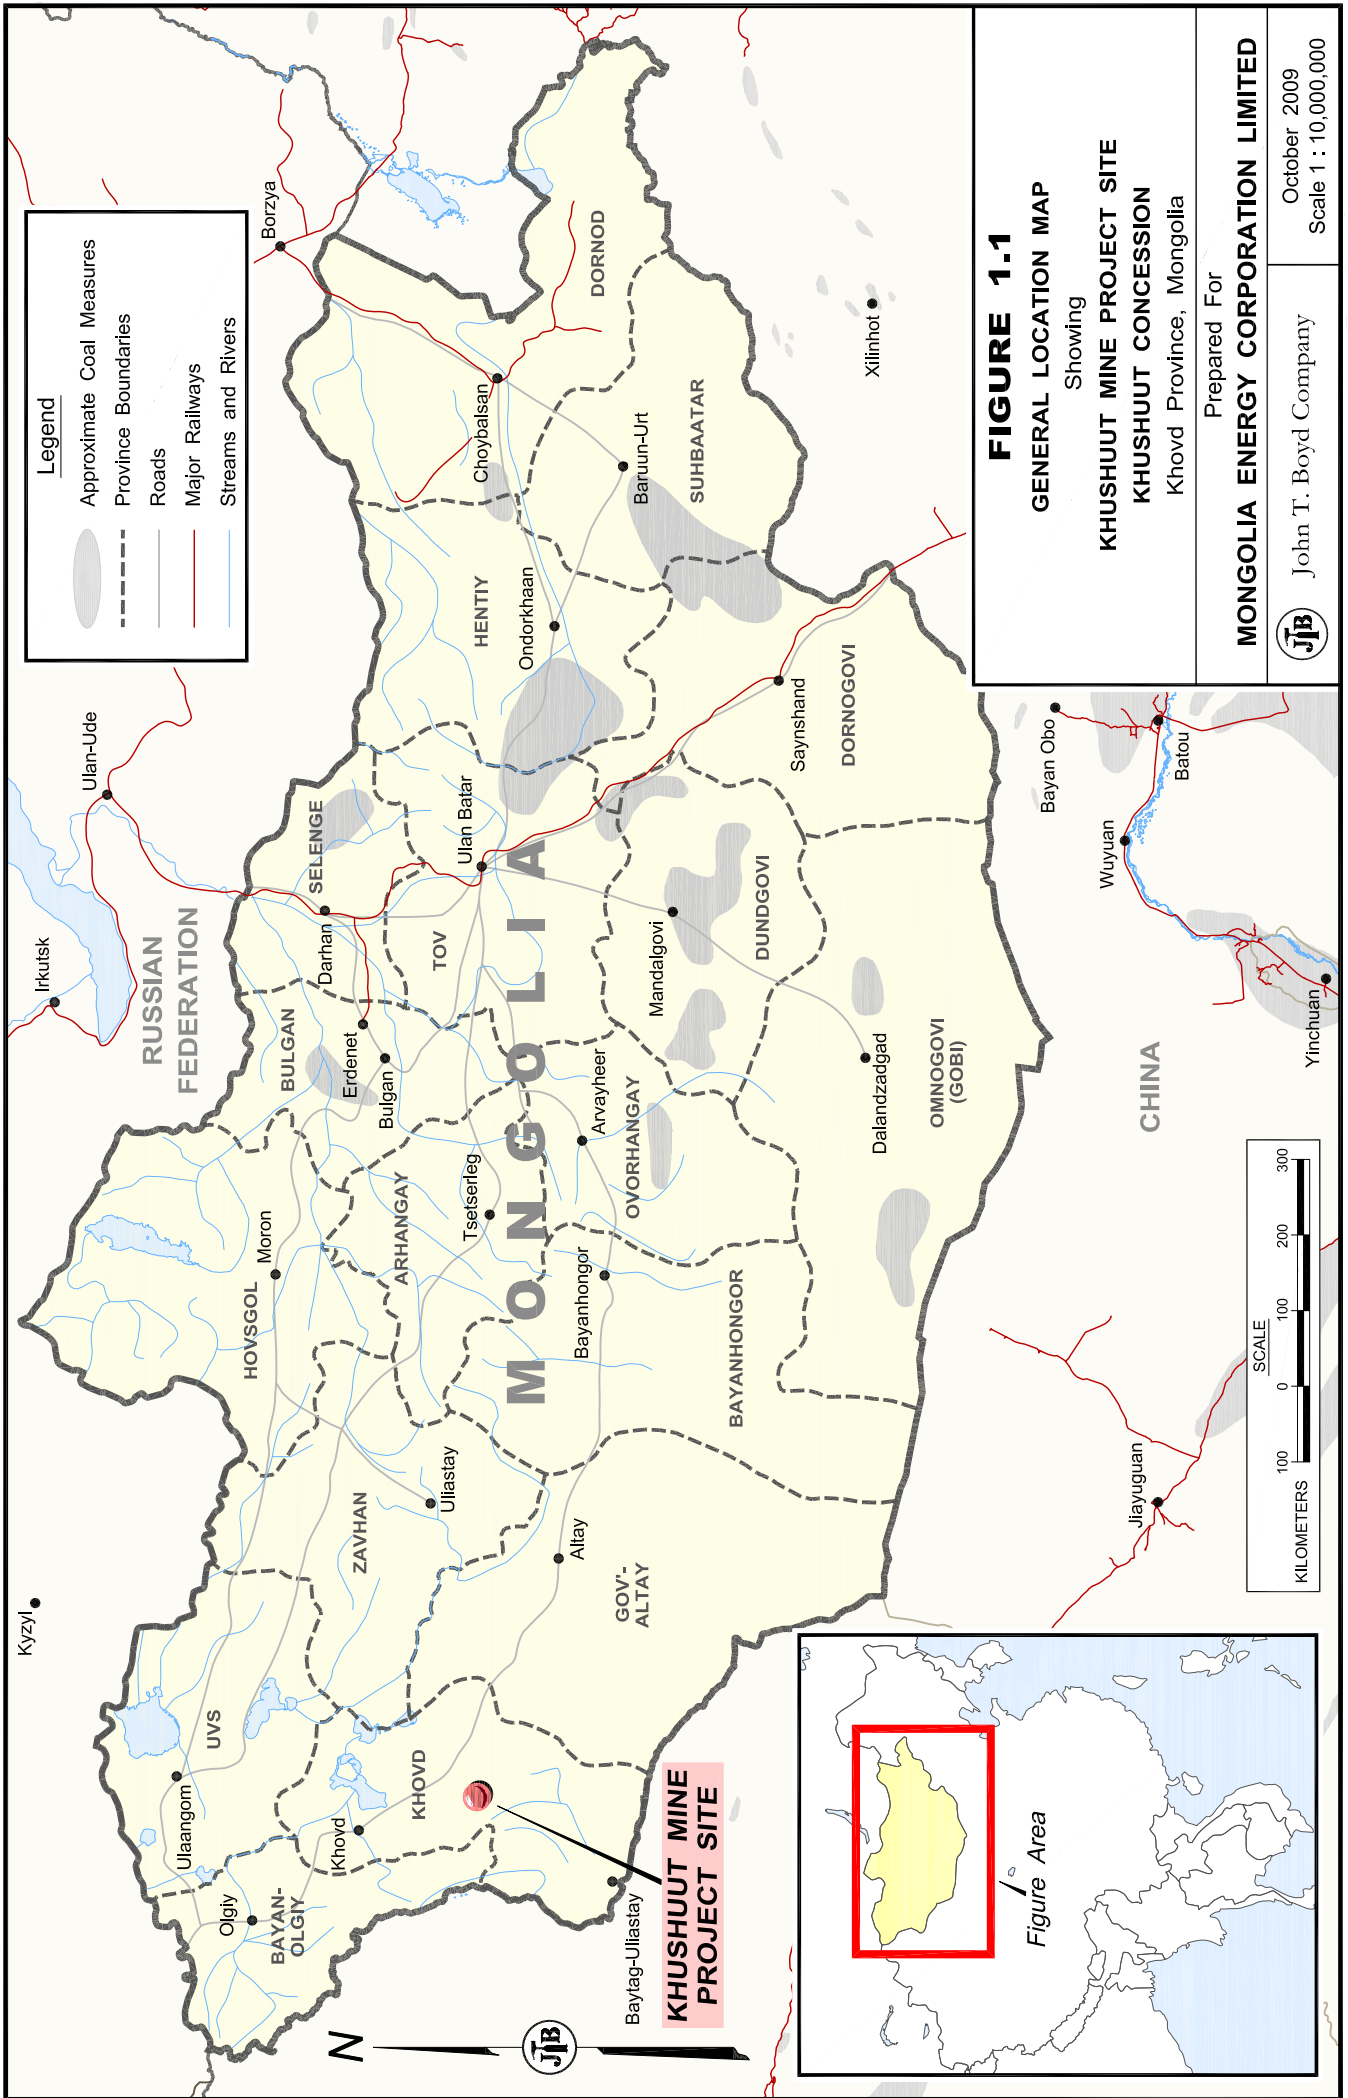 Legend
Approximate Coal Measures
Province Boundaries
Roads
Major Railways
Streams and Rivers
FIGURE 1.1
GENERAL LOCATION MAP
Showing
KHUSHUUT MINE PROJECT SITE
KHUSHUUT CONCESSION
Khovd Province, Mongolia
Prepared For
MONGOLIA ENERGY CORPORATION LIMITED
JTB
John T. Boyd Company
October 2009
Scale 1 : 10,000,000
Kyzyl
Irkutsk
Ulan-Ude
Borzya
RUSSIAN
FEDERATION
UVS
Ulaangom
Olgiy
BAYAN-
OLGIY
Khovd
KHOVD
HOVSGOL
Moron
ZAVHAN
Uliastay
ARHANGAY
Tsetserleg
BULGAN
Erdenet
Bulgan
SELENGE
Darhan
TOV
Ulan Batar
HENTIY
Ondorkhaan
Choybalsan
DORNOD
Baruun-Urt
SUHBAATAR
MONGOLIA
Altay
GOV'-
ALTAY
Bayanhongor
BAYANHONGOR
Arvayheer
OVORHANGAY
Mandalgovi
DUNDGOVI
Saynshand
DORNOGOVI
Dalandzadgad
OMNOGOVI
(GOBI)
Xilinhot
Baytag-Uliastay
KHUSHUUT MINE
PROJECT SITE
N
JTB
CHINA
Jiayuguan
Yinchuan
Wuyuan
Batou
Bayan Obo
Figure Area
SCALE
100 0 100 200 300
KILOMETERS